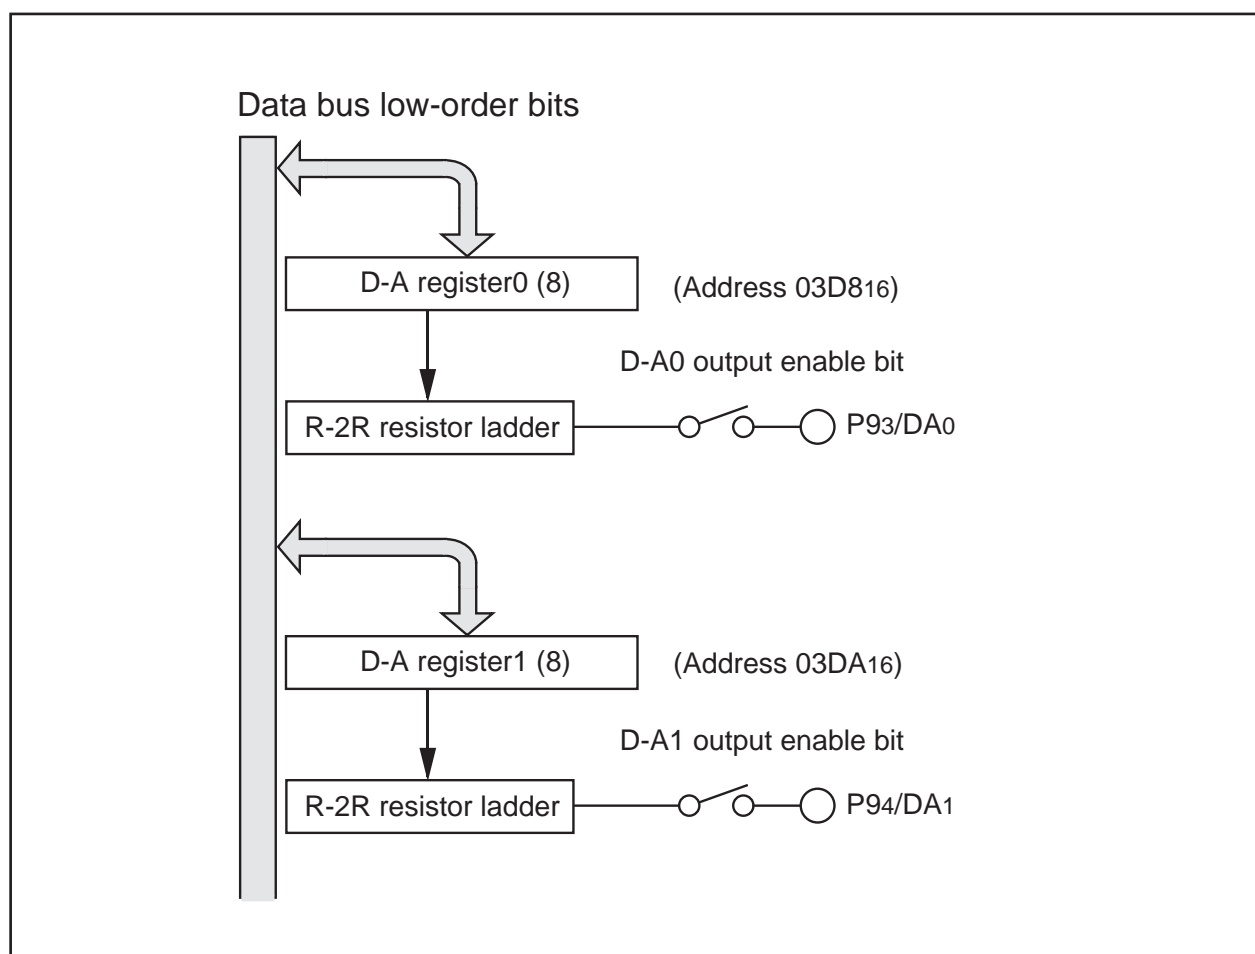 Data bus low-order bits
D-A register0 (8)
(Address 03D816)
D-A0 output enable bit
R-2R resistor ladder
P93/DA0
D-A register1 (8)
(Address 03DA16)
D-A1 output enable bit
R-2R resistor ladder
P94/DA1